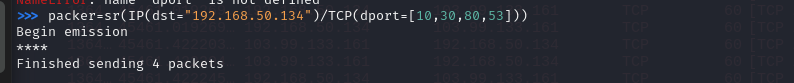 NameError: name 'dport' is not defined
>>> packer=sr(IP(dst="192.168.50.134")/TCP(dport=[10,30,80,53]))
Begin emission
****
Finished sending 4 packets